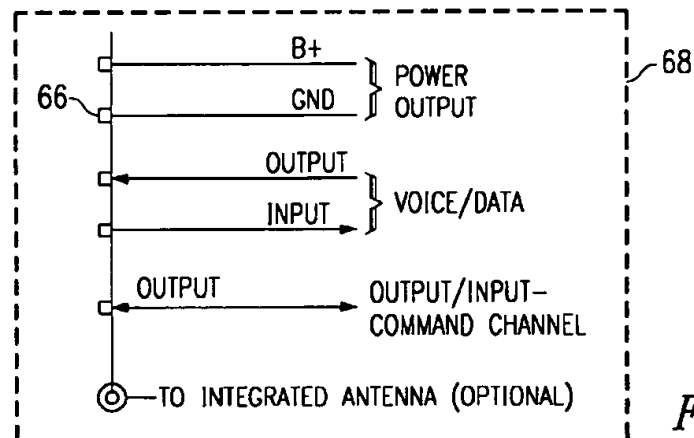 B+
68
66
GND
POWER
OUTPUT
OUTPUT
INPUT
VOICE/DATA
OUTPUT
OUTPUT/INPUT-
COMMAND CHANNEL
TO INTEGRATED ANTENNA (OPTIONAL)
F